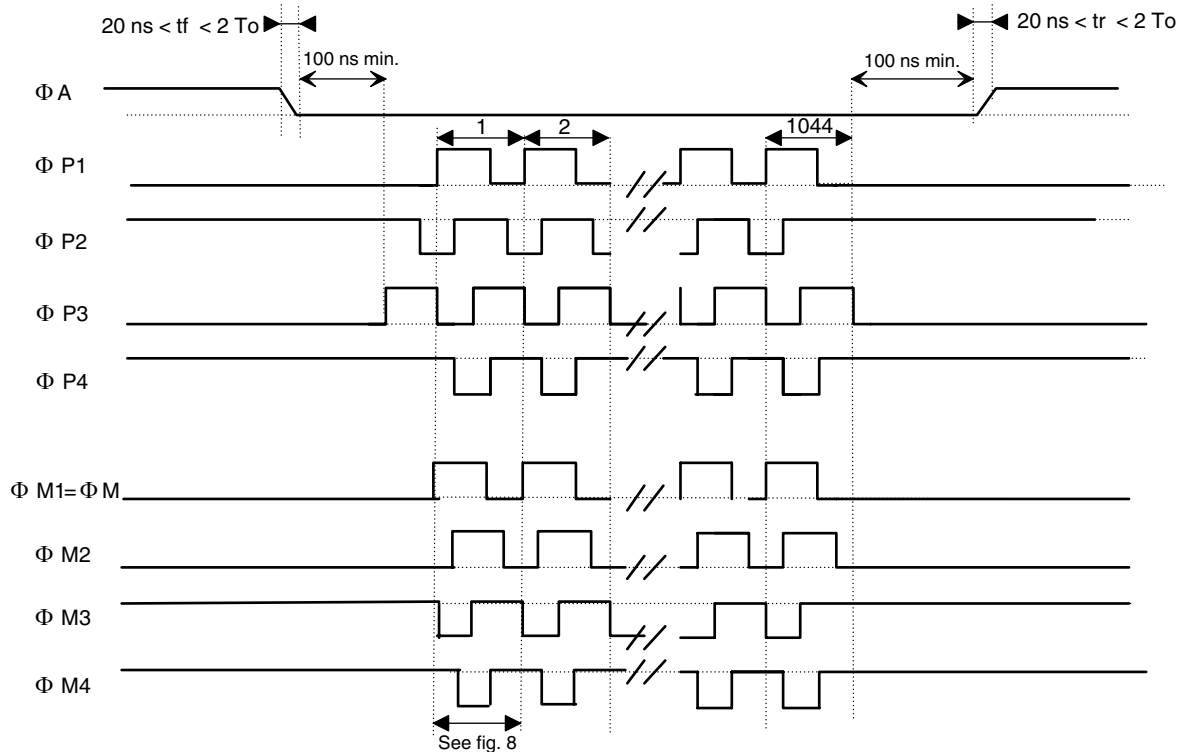 20 ns < tf < 2 To
20 ns < tr < 2 To
100 ns min.
100 ns min.
Φ A
1
2
1044
Φ P1
Φ P2
Φ P3
Φ P4
Φ M1=Φ M
Φ M2
Φ M3
Φ M4
See fig. 8